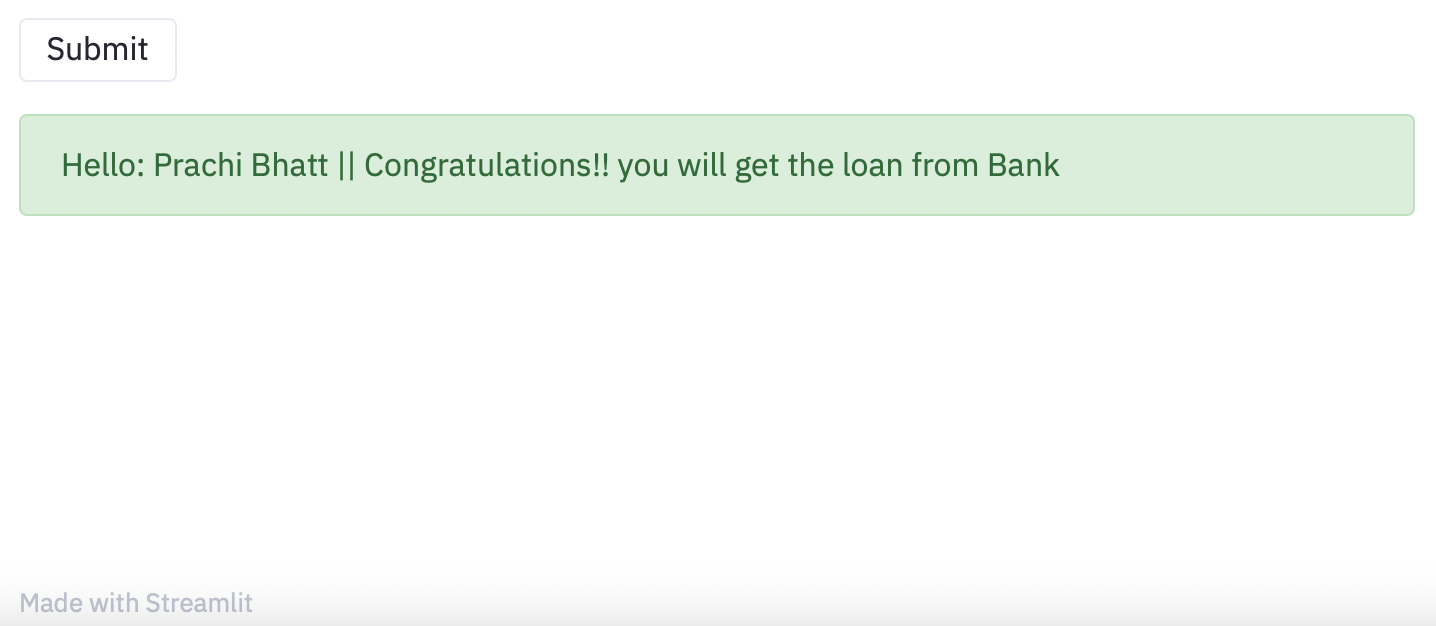 Submit
Hello: Prachi Bhatt || Congratulations!! you will get the loan from Bank
Made with Streamlit